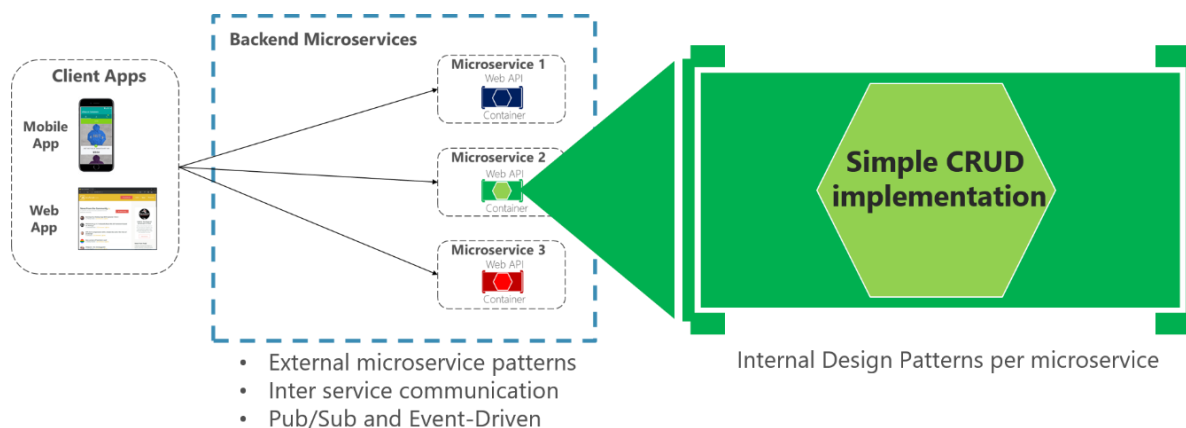 Client Apps
Mobile
App
Web
App
Backend Microservices
Microservice 1
Web API
Container
Microservice 2
Web API
Container
Microservice 3
Web API
Container
• External microservice patterns
• Inter service communication
• Pub/Sub and Event-Driven
Simple CRUD
implementation
Internal Design Patterns per microservice